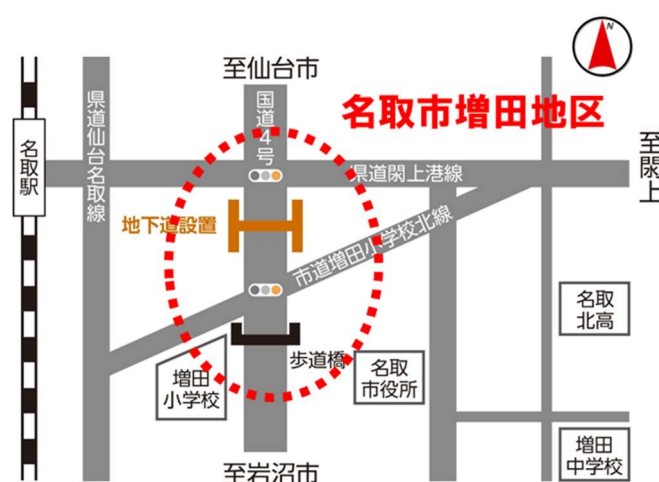 至仙台市
名取市増田地区
県道仙台名取線
国道4号
名取駅
県道閖上港線
至閖上
地下道設置
市道増田小学校北線
名取
北高
歩道橋
増田
小学校
名取
市役所
増田
中学校
至岩沼市